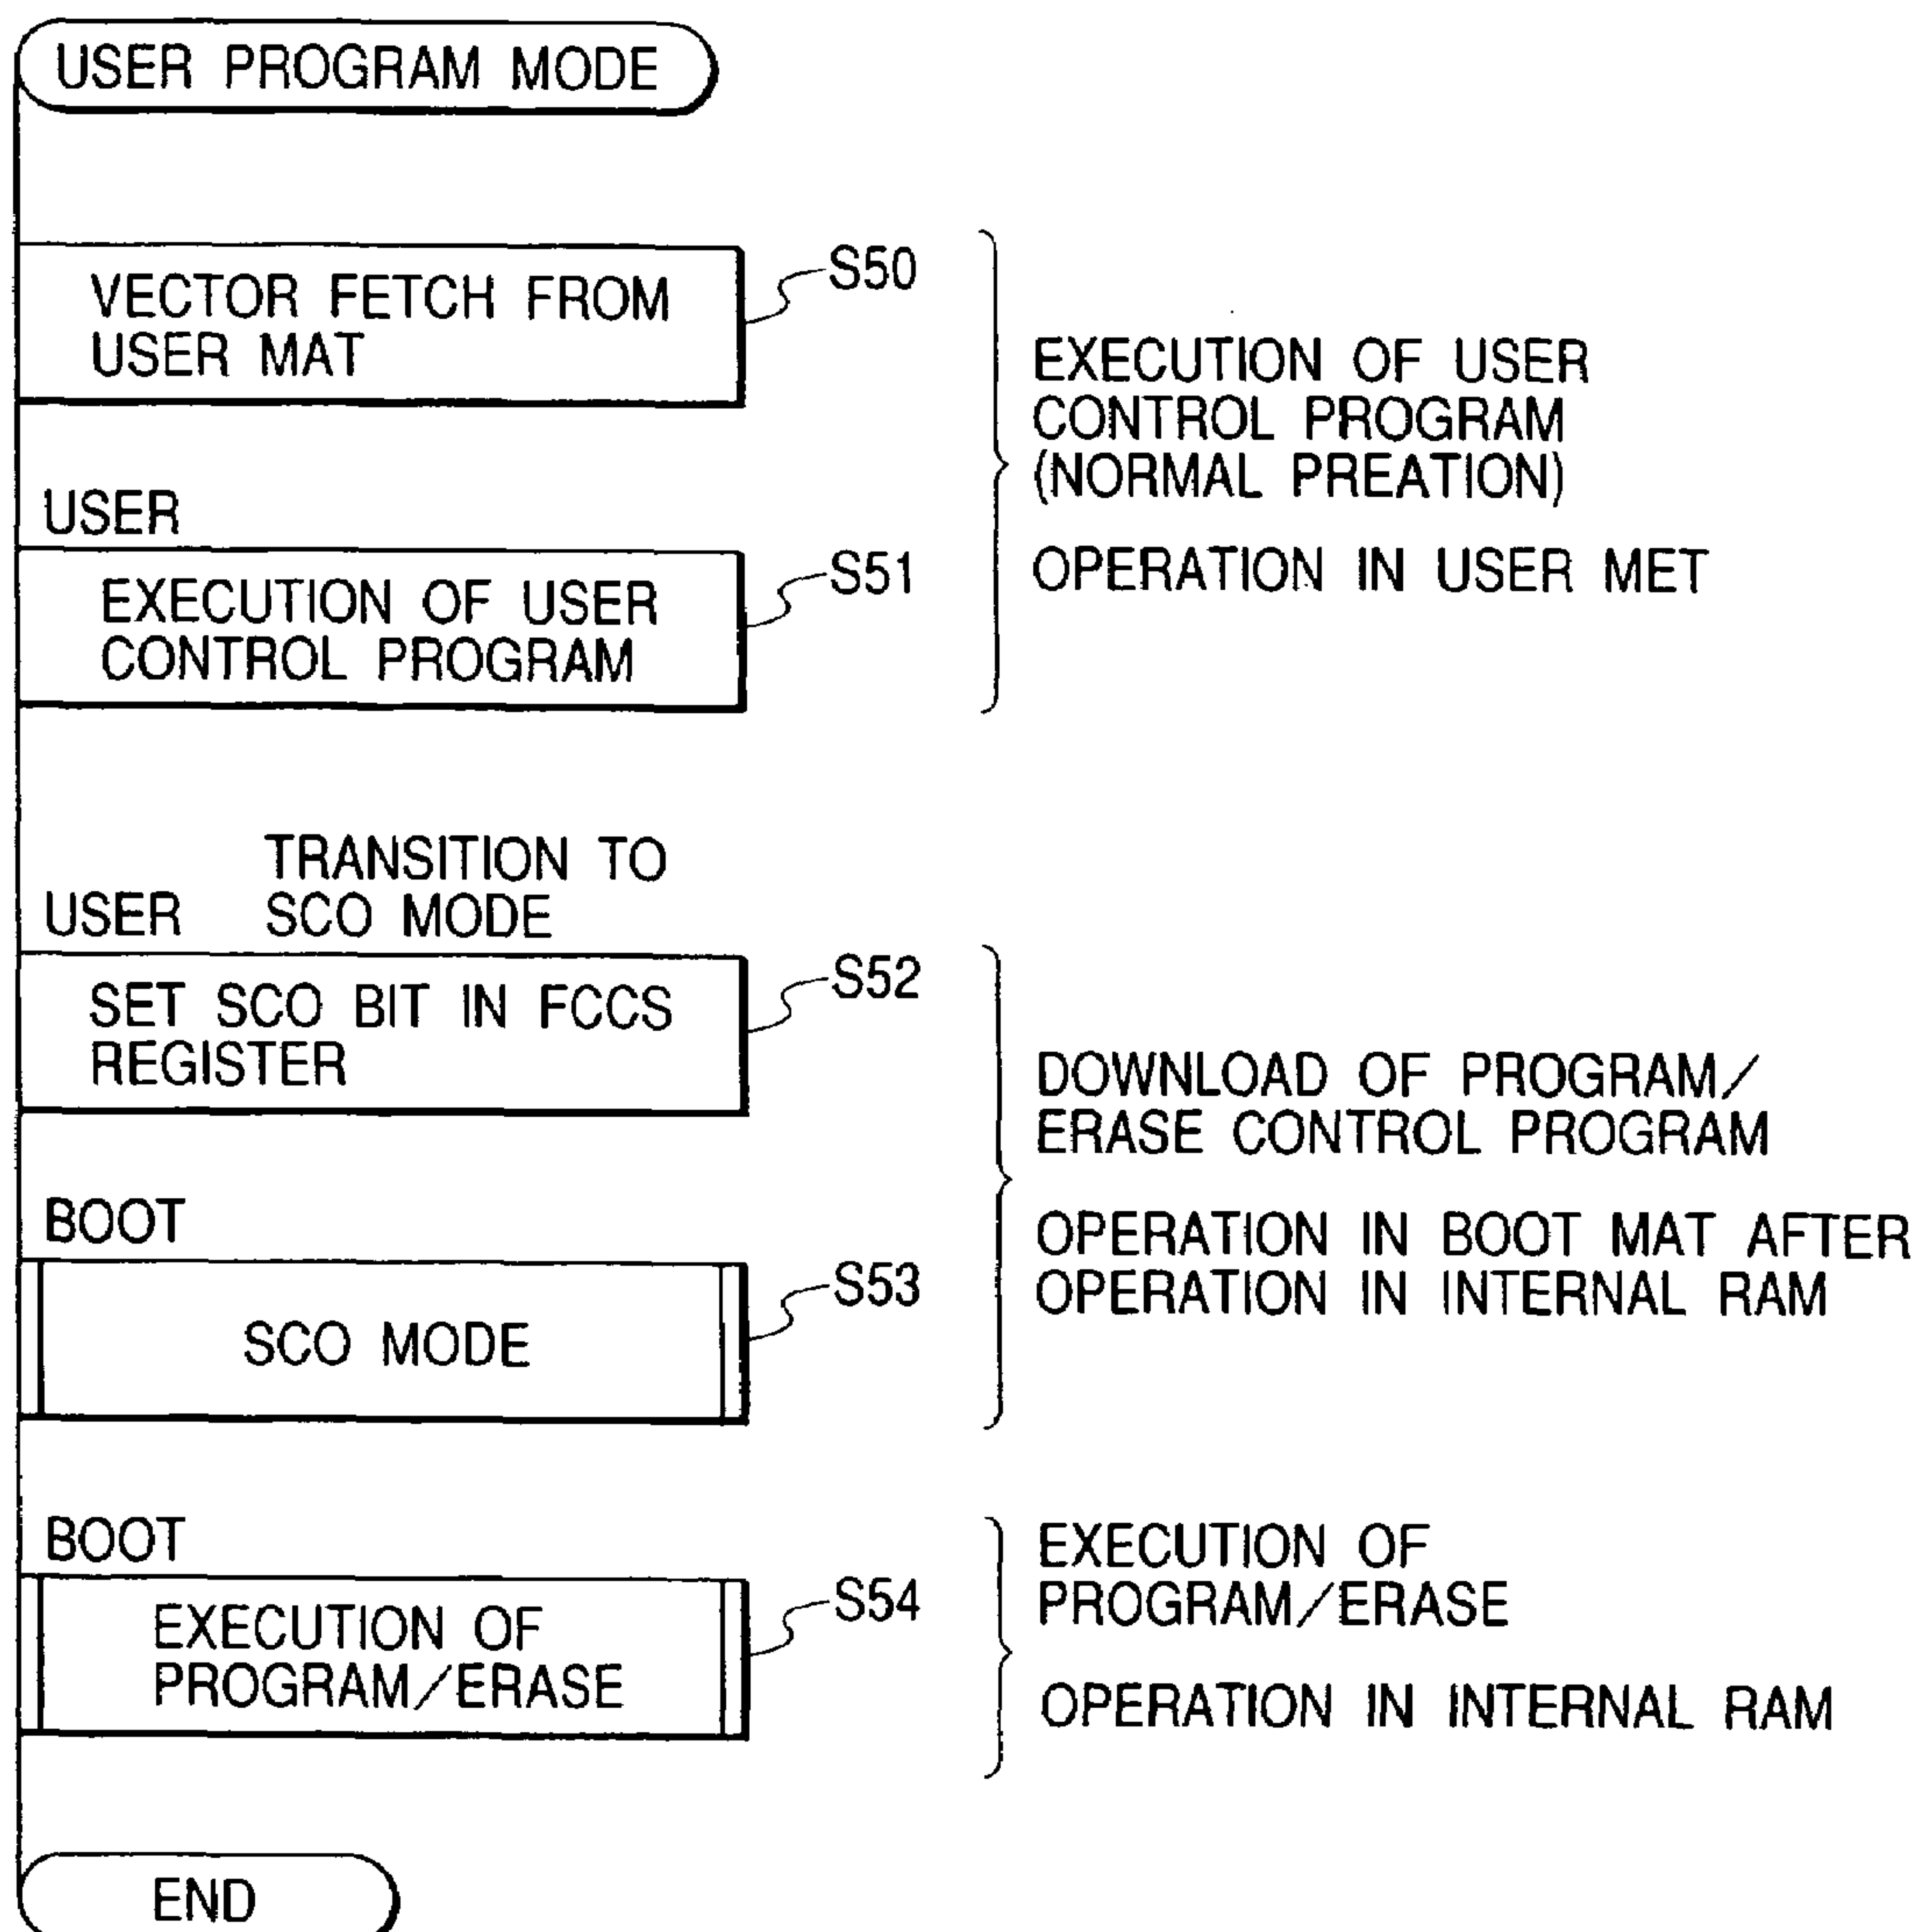 USER PROGRAM MODE
VECTOR FETCH FROM
USER MAT
S50
EXECUTION OF USER
CONTROL PROGRAM
(NORMAL PREATION)
OPERATION IN USER MET
USER
EXECUTION OF USER
CONTROL PROGRAM
S51
TRANSITION TO
USER SCO MODE
SET SCO BIT IN FCCS
REGISTER
S52
DOWNLOAD OF PROGRAM/
ERASE CONTROL PROGRAM
OPERATION IN BOOT MAT AFTER
OPERATION IN INTERNAL RAM
BOOT
SCO MODE
S53
BOOT
EXECUTION OF
PROGRAM/ERASE
S54
EXECUTION OF
PROGRAM/ERASE
OPERATION IN INTERNAL RAM
END